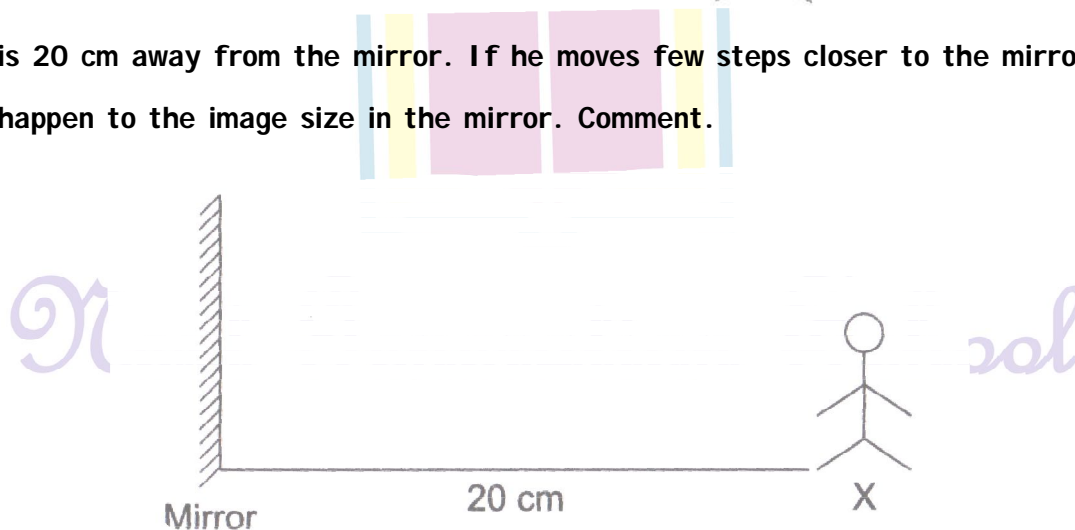 is 20 cm away from the mirror. If he moves few steps closer to the mirro
happen to the image size in the mirror. Comment.
20 cm
X
Mirror